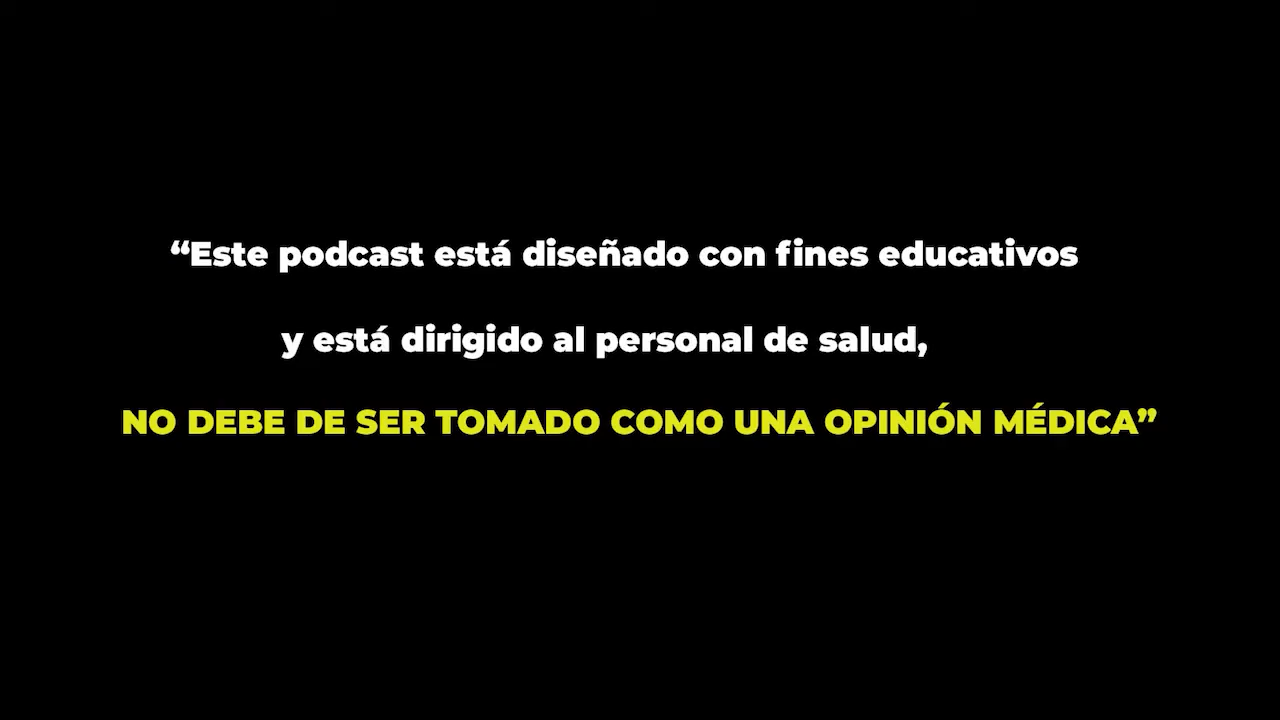 “Este podcast está diseñado con fines educativos
y está dirigido al personal de salud,
NO DEBE DE SER TOMADO COMO UNA OPINIÓN MÉDICA”